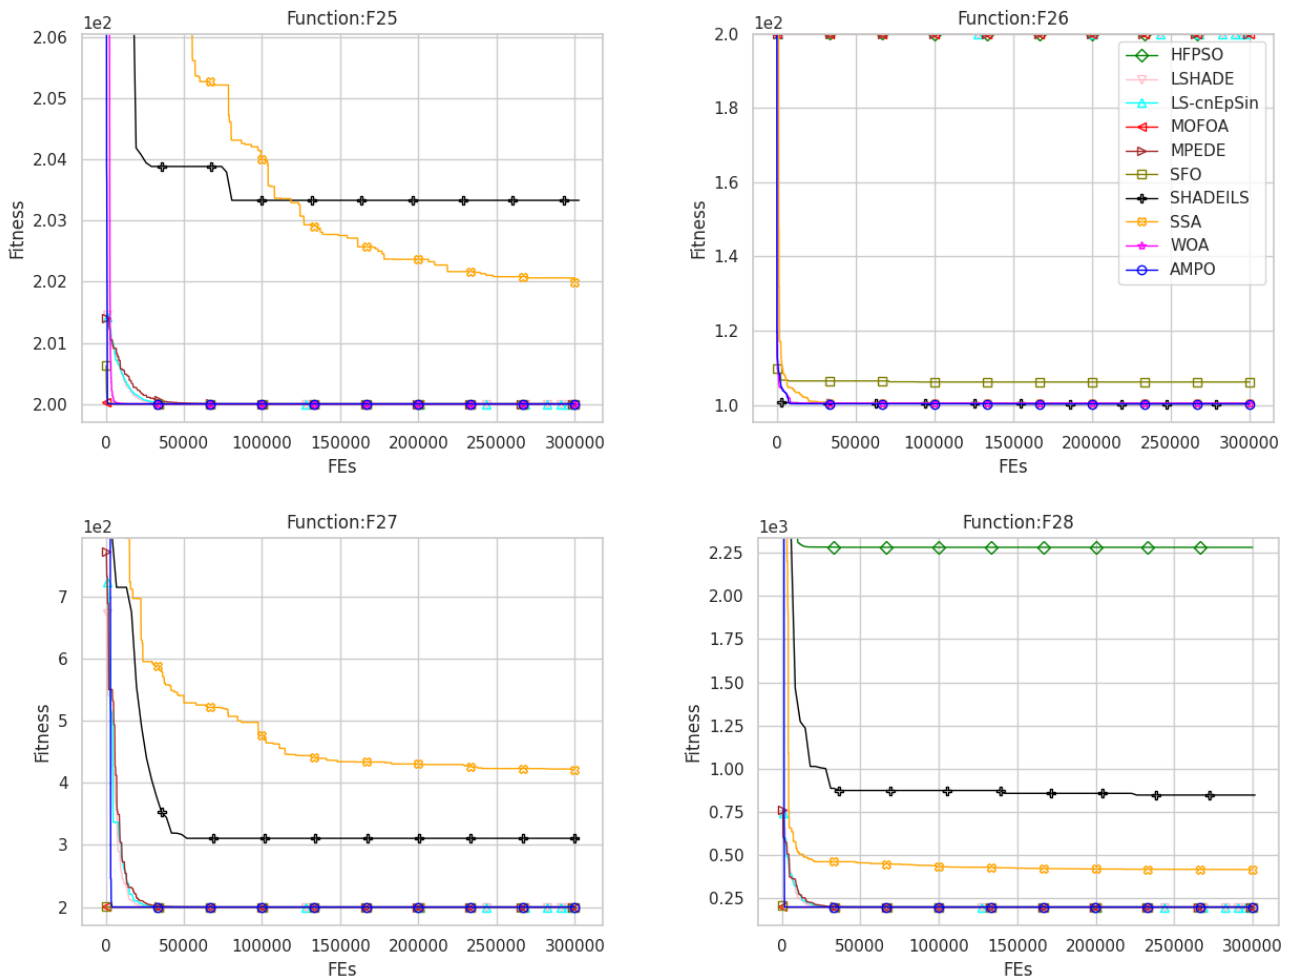 Function:F25
1e2
2.06
2.05
2.04
2.03
2.02
2.01
2.00
Fitness
0 50000 100000 150000 200000 250000 300000
FEs
Function:F26
1e2
2.0
1.8
1.6
1.4
1.2
1.0
Fitness
0 50000 100000 150000 200000 250000 300000
FEs
HFPSO
LSHADE
LS-cnEpSin
MOFOA
MPEDE
SFO
SHADEILS
SSA
WOA
AMPO
Function:F27
1e2
7
6
5
4
3
2
Fitness
0 50000 100000 150000 200000 250000 300000
FEs
Function:F28
1e3
2.25
2.00
1.75
1.50
1.25
1.00
0.75
0.50
0.25
Fitness
0 50000 100000 150000 200000 250000 300000
FEs